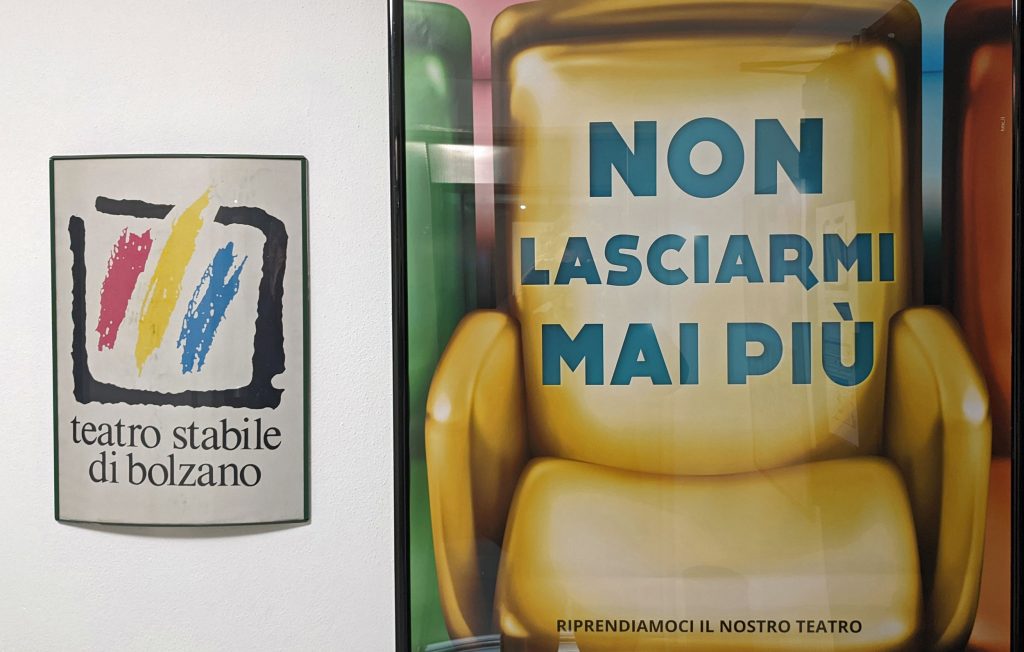 teatro stabile
di bolzano
NON
LASCIARMI
MAI PIÙ
RIPRENDIAMOCI IL NOSTRO TEATRO